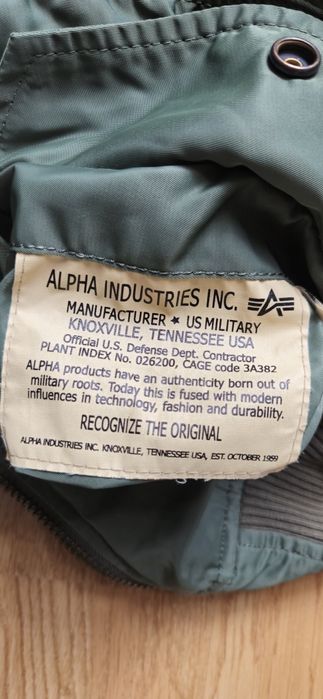 ALPHA INDUSTRIES INC.
MANUFACTURER ★ US MILITARY
KNOXVILLE, TENNESSEE USA
Official U.S. Defense Dept. Contractor
PLANT INDEX No. 026200, CAGE code 3A382
ALPHA products have an authenticity born out of
military roots. Today this is fused with modern
influences in technology, fashion and durability.
RECOGNIZE THE ORIGINAL
ALPHA INDUSTRIES INC. KNOXVILLE, TENNESSEE USA, EST. OCTOBER 1959